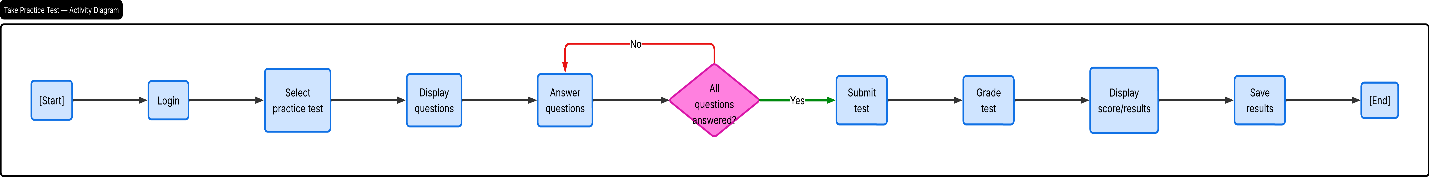 Take Practice Test — Activity Diagram
[Start]
Login
Select
practice test
Display
questions
Answer
questions
No
All
questions
answered?
Yes
Submit
test
Grade
test
Display
score/results
Save
results
[End]